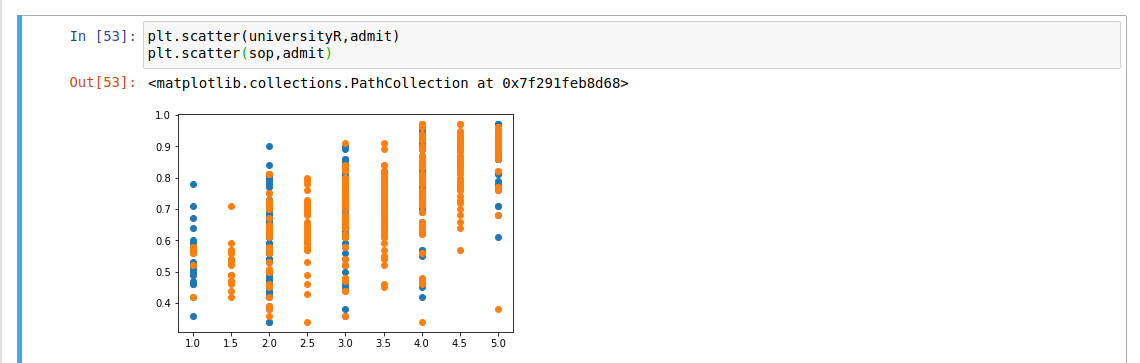 In [53]: plt.scatter(universityR,admit)
plt.scatter(sop,admit)
Out[53]: <matplotlib.collections.PathCollection at 0x7f291feb8d68>
1.0
0.9
0.8
0.7
0.6
0.5
0.4
1.0 1.5 2.0 2.5 3.0 3.5 4.0 4.5 5.0